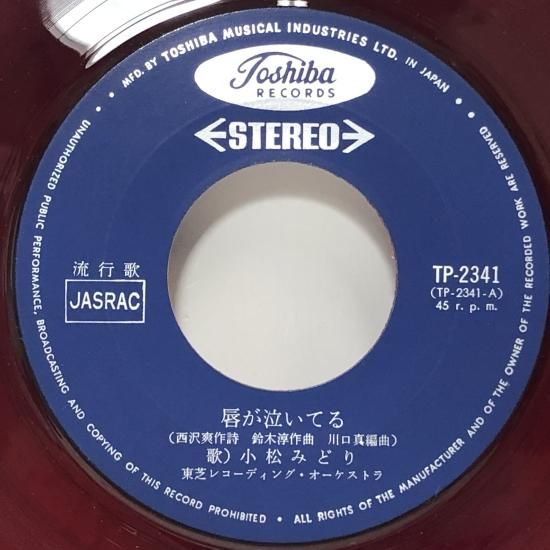 MFD. BY TOSHIBA MUSICAL INDUSTRIES LTD. IN JAPAN
Toshiba
RECORDS
STEREO
流行歌
JASRAC
TP-2341
(TP-2341-A)
45 r. p. m.
唇が泣いてる
(西沢爽作詩 鈴木淳作曲 川口真編曲)
歌) 小松みどり
東芝レコーディング・オーケストラ
UNAUTHORIZED PUBLIC PERFORMANCE, BROADCASTING AND COPYING OF THIS RECORD PROHIBITED • ALL RIGHTS OF THE MANUFACTURER AND OF THE OWNER OF THE RECORDED WORK ARE RESERVED